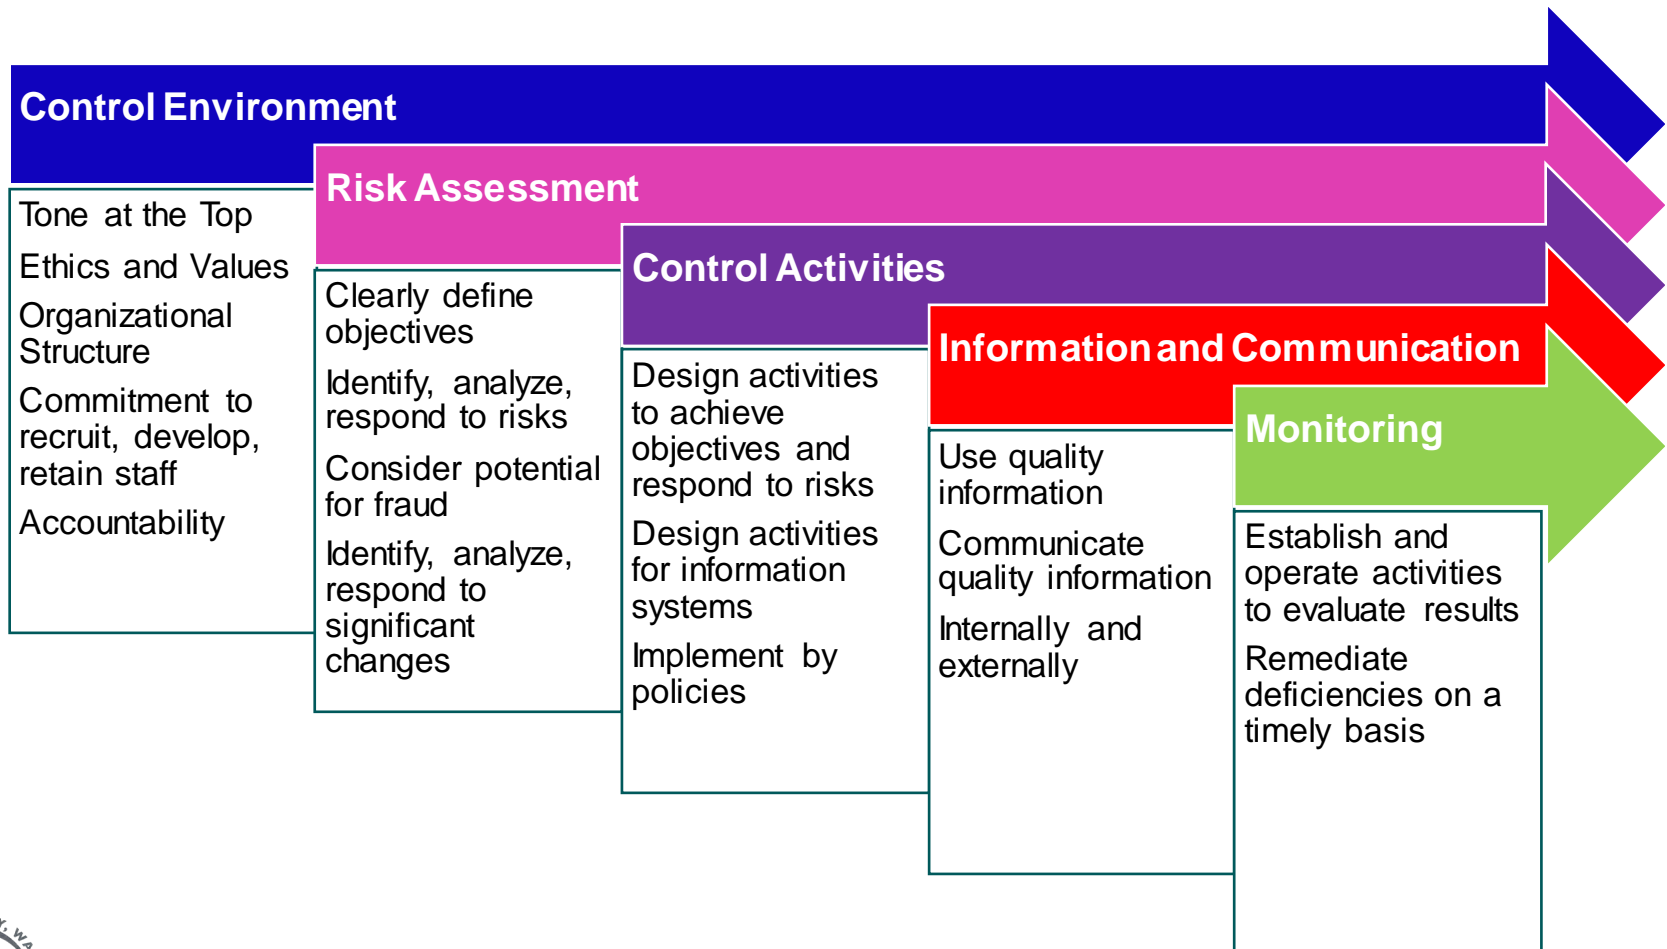 Control Environment
Tone at the Top
Ethics and Values
Organizational
Structure
Commitment to
recruit, develop,
retain staff
Accountability
Risk Assessment
Clearly define
objectives
Identify, analyze,
respond to risks
Consider potential
for fraud
Identify, analyze,
respond to
significant
changes
Control Activities
Design activities
to achieve
objectives and
respond to risks
Design activities
for information
systems
Implement by
policies
Information and Communication
Use quality
information
Communicate
quality information
Internally and
externally
Monitoring
Establish and
operate activities
to evaluate results
Remediate
deficiencies on a
timely basis